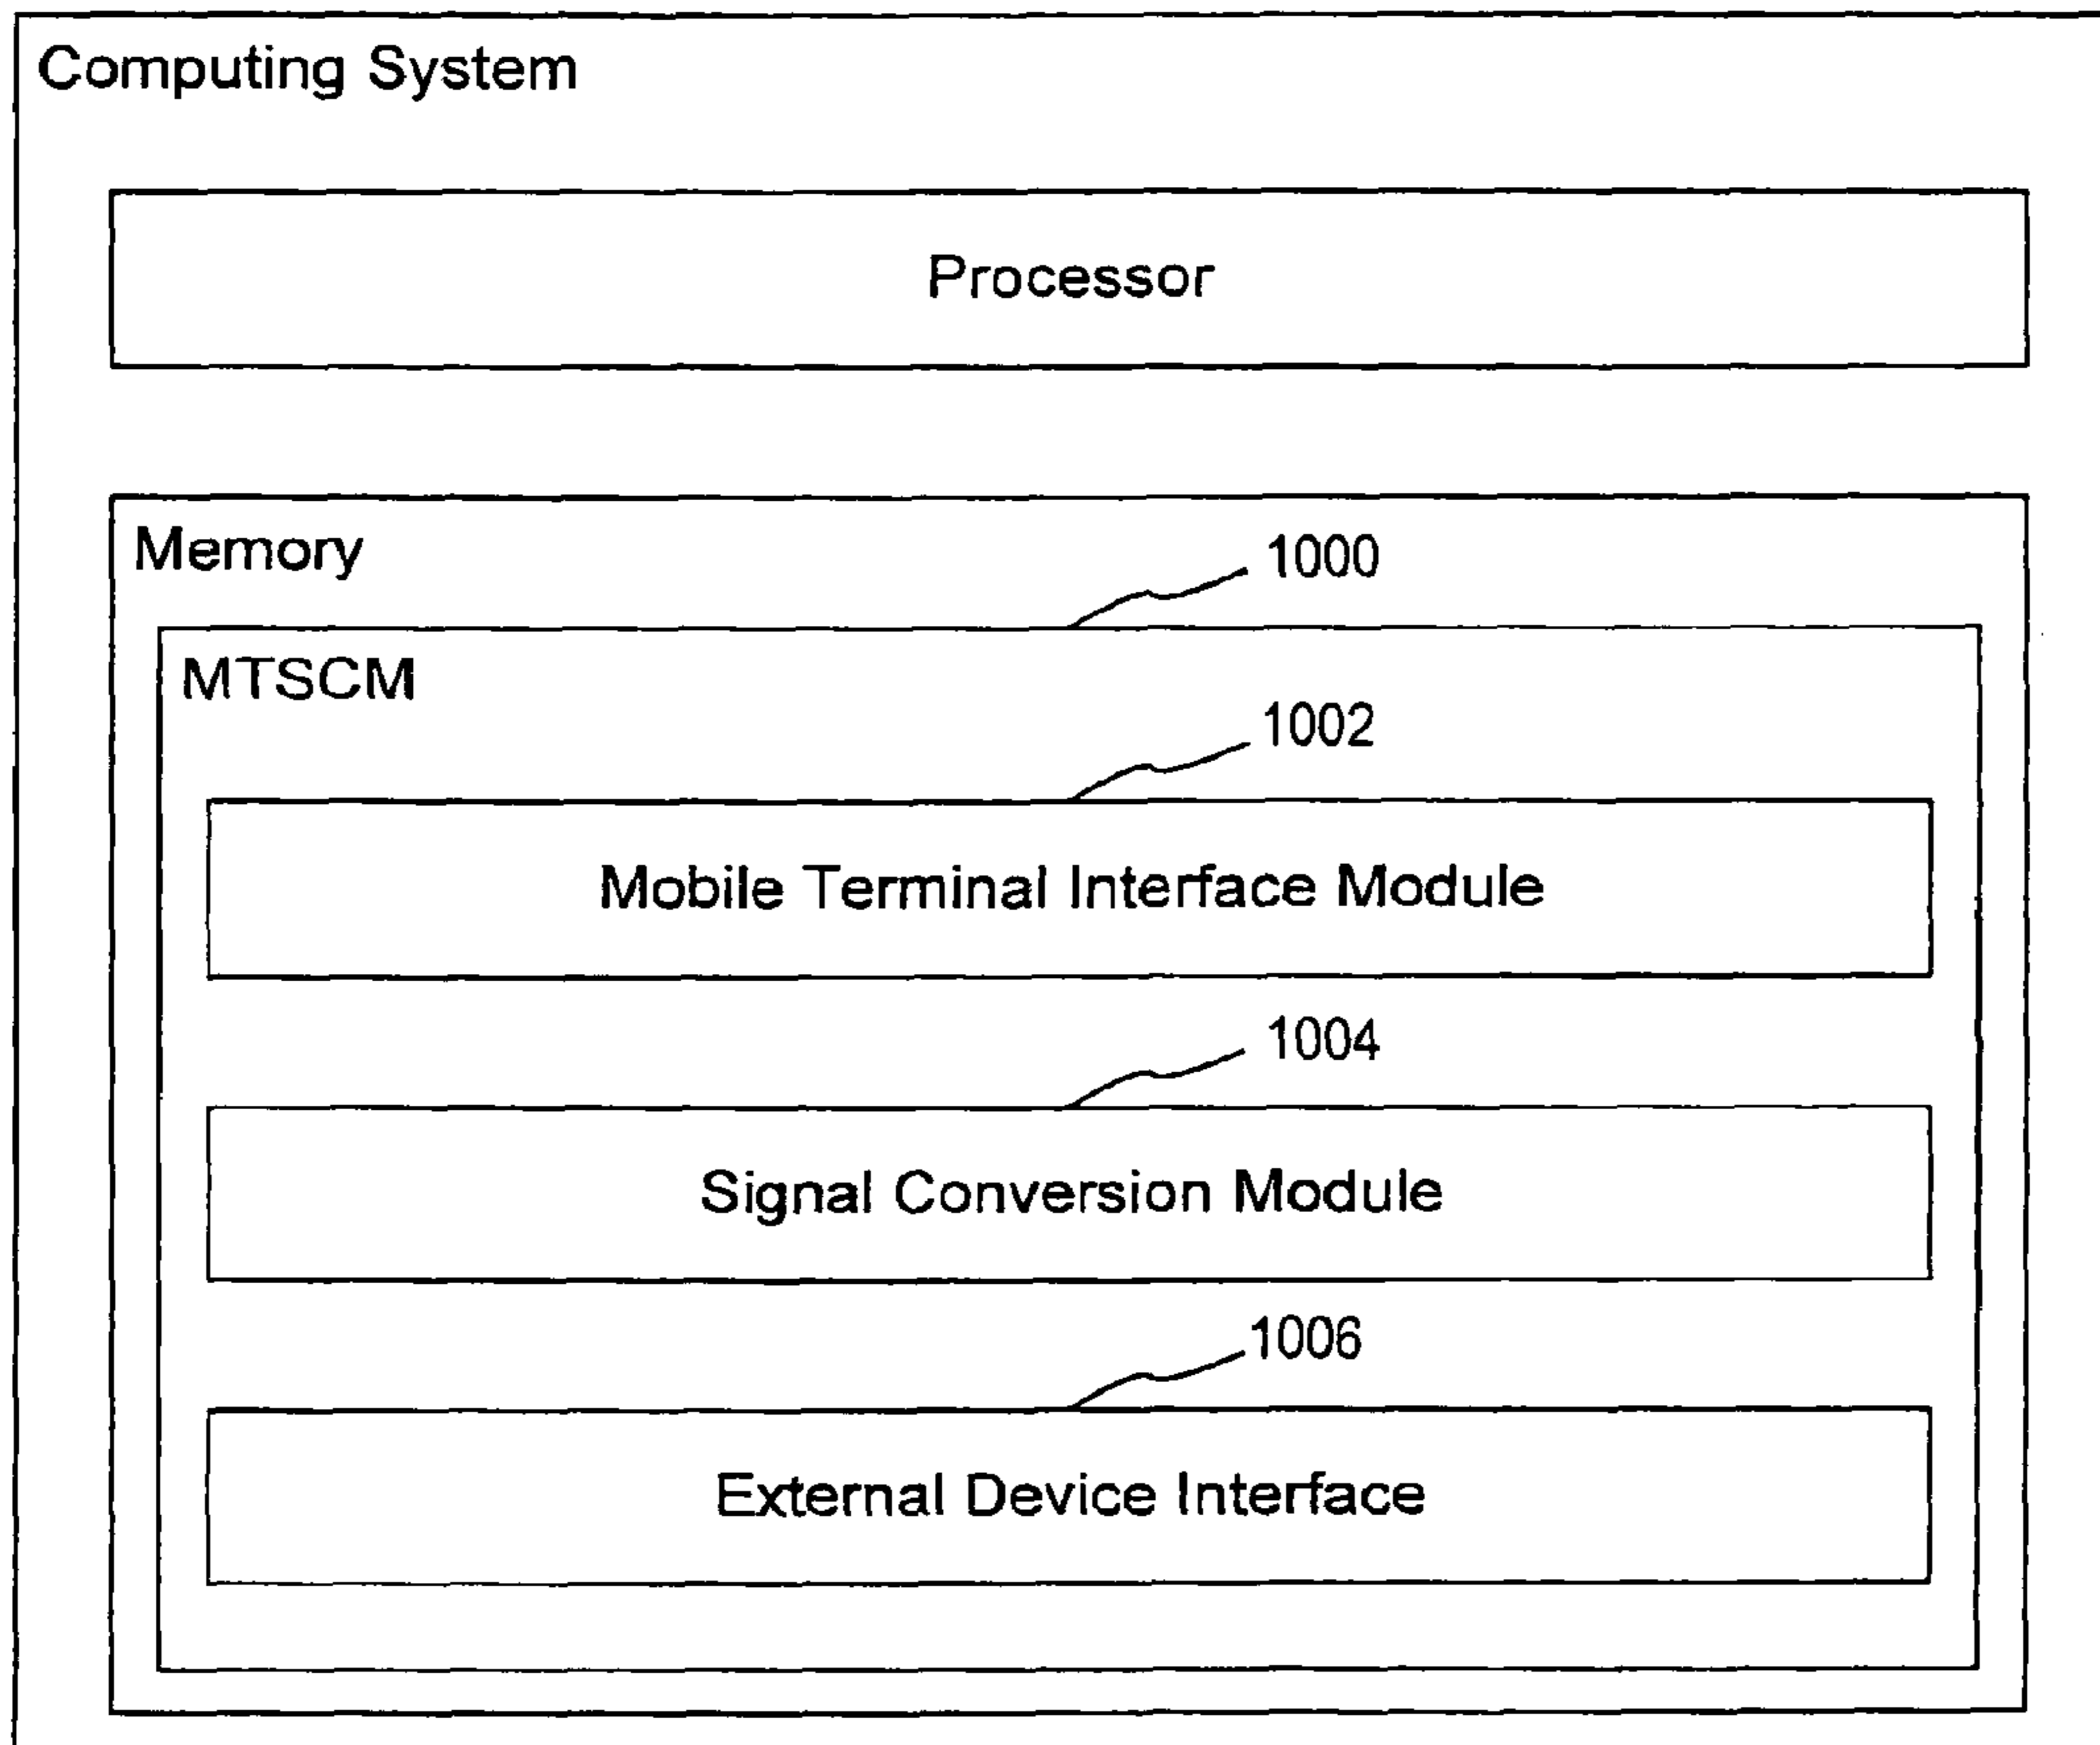 Computing System
Processor
Memory
1000
MTSCM
1002
Mobile Terminal Interface Module
1004
Signal Conversion Module
1006
External Device Interface